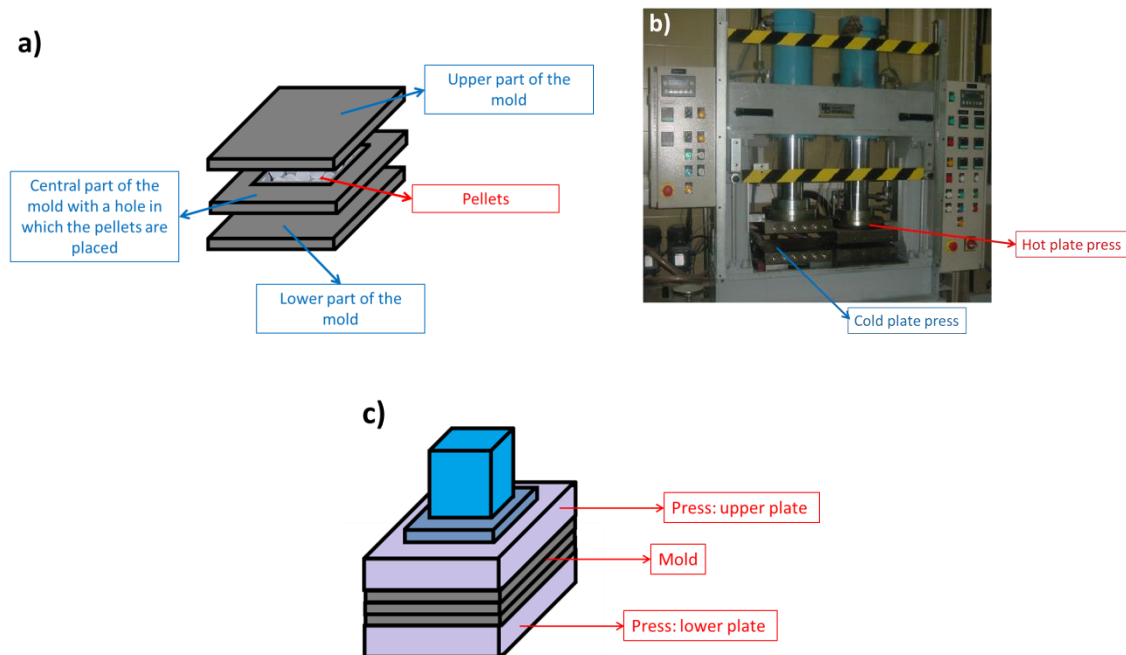 a)
Upper part of the
mold
Central part of the
mold with a hole in
which the pellets are
placed
Pellets
Lower part of the
mold
b)
Hot plate press
Cold plate press
c)
Press: upper plate
Mold
Press: lower plate